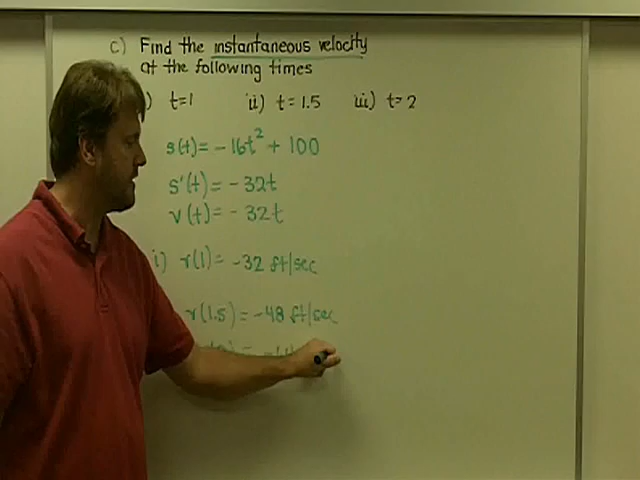 c) Find the instantaneous velocity
at the following times
) t=1 ii) t=1.5 iii) t=2
s(t)= -16t² + 100
s'(t)= -32t
v(t)= -32t
i) v(1)= -32 ft/sec
v(1.5)= -48 ft/sec